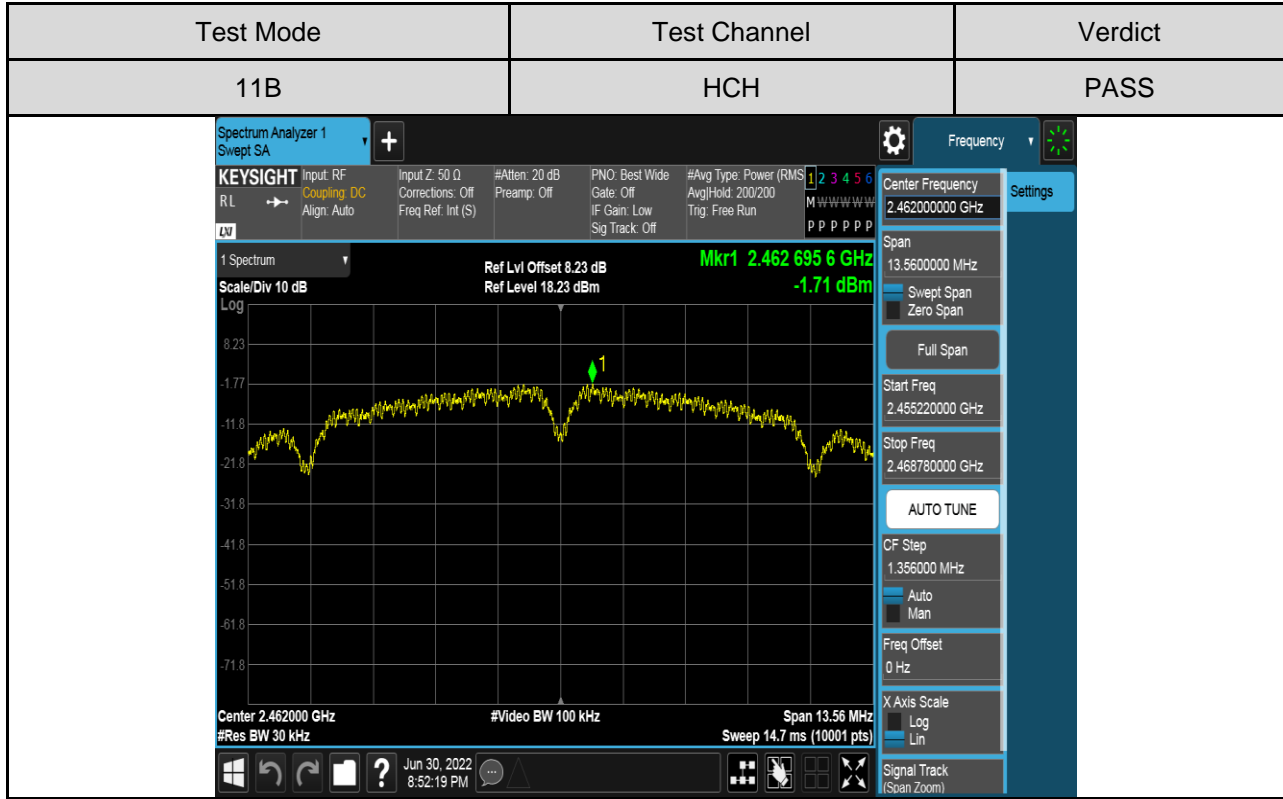 Test Mode Test Channel Verdict
11B HCH PASS
Spectrum Analyzer 1
Swept SA
+
Frequency
KEYSIGHT
RL
LXI
Input: RF
Coupling: DC
Align: Auto
Input Z: 50 Ω
Corrections: Off
Freq Ref: Int (S)
#Atten: 20 dB
Preamp: Off
PNO: Best Wide
Gate: Off
IF Gain: Low
Sig Track: Off
#Avg Type: Power (RMS
Avg|Hold: 200/200
Trig: Free Run
1 2 3 4 5 6
M W W W W W
P P P P P P
1 Spectrum
Scale/Div 10 dB
Ref Lvl Offset 8.23 dB
Ref Level 18.23 dBm
Mkr1 2.462 695 6 GHz
-1.71 dBm
Log
8.23
-1.77
-11.8
-21.8
-31.8
-41.8
-51.8
-61.8
-71.8
1
Center 2.462000 GHz
#Res BW 30 kHz
#Video BW 100 kHz
Span 13.56 MHz
Sweep 14.7 ms (10001 pts)
Center Frequency
2.462000000 GHz
Settings
Span
13.5600000 MHz
Swept Span
Zero Span
Full Span
Start Freq
2.455220000 GHz
Stop Freq
2.468780000 GHz
AUTO TUNE
CF Step
1.356000 MHz
Auto
Man
Freq Offset
0 Hz
X Axis Scale
Log
Lin
Signal Track
(Span Zoom)
?
Jun 30, 2022
8:52:19 PM